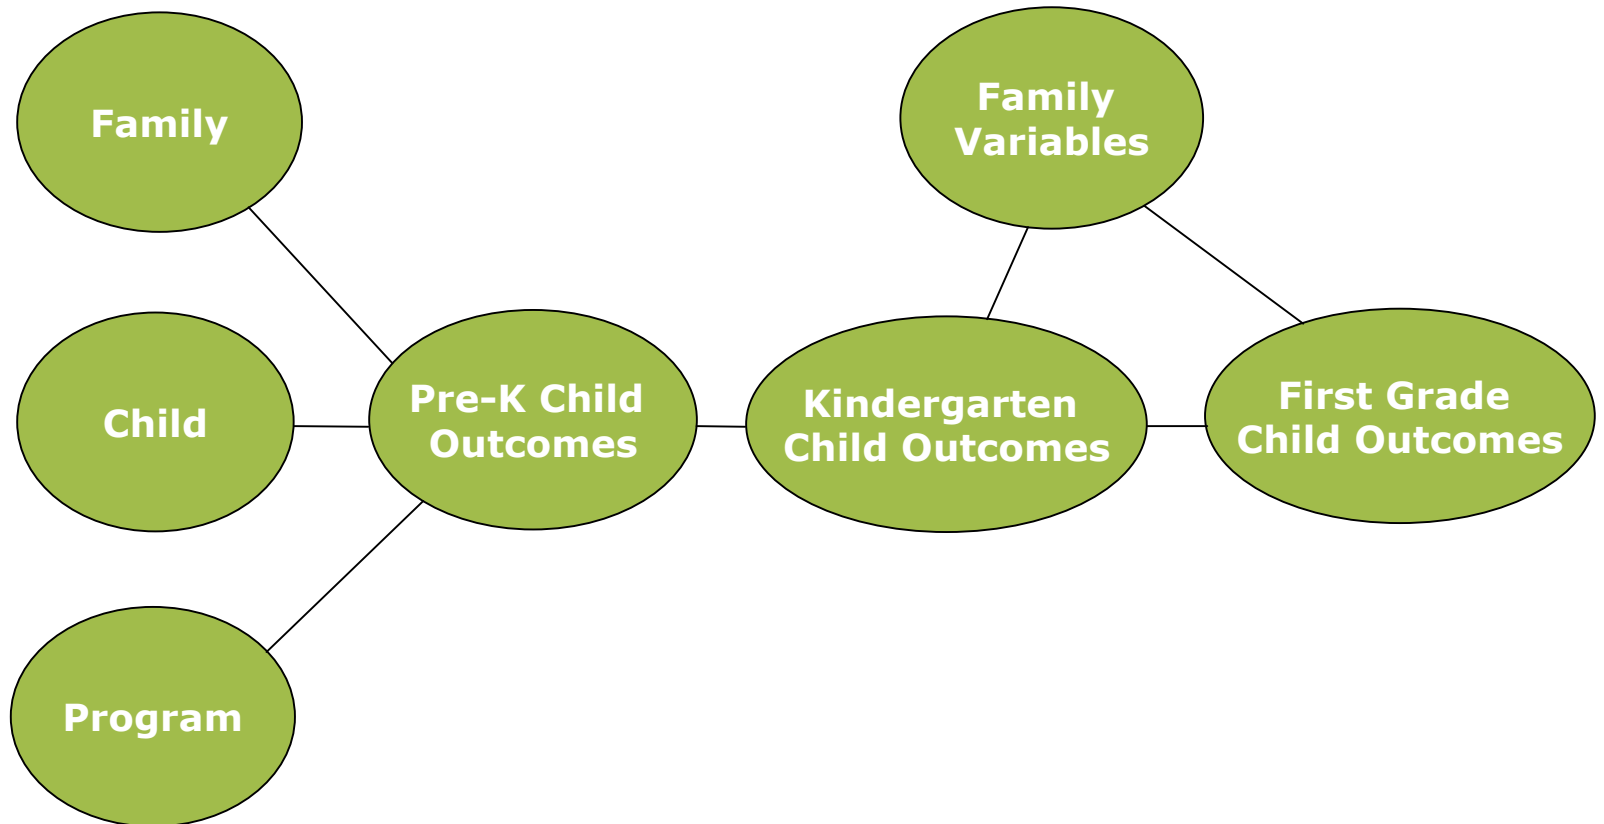 Family
Family
Variables
Child
Pre-K Child
Outcomes
Kindergarten
Child Outcomes
First Grade
Child Outcomes
Program